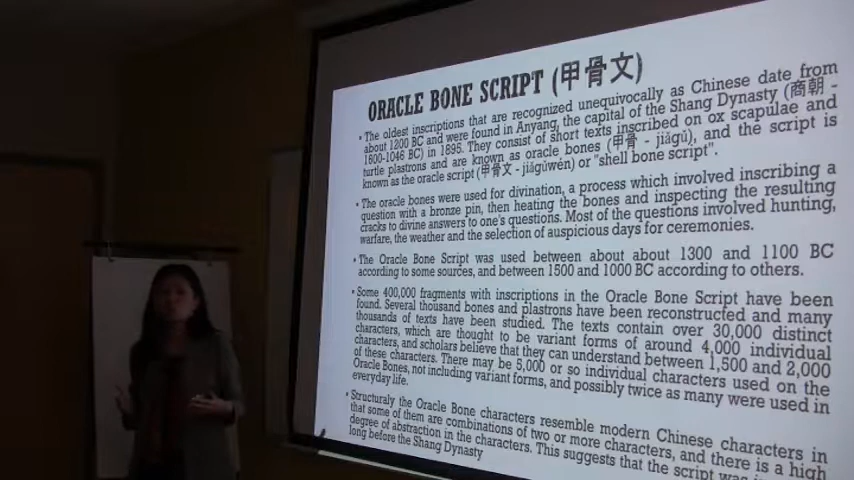 ORACLE BONE SCRIPT (甲骨文)
• The oldest inscriptions that are recognized unequivocally as Chinese date from
about 1200 BC and were found in Anyang, the capital of the Shang Dynasty (商朝 -
1600-1046 BC) in 1895. They consist of short texts inscribed on ox scapulae and
turtle plastrons and are known as oracle bones (甲骨 - jiǎgǔ), and the script is
known as the oracle script (甲骨文 - jiǎgǔwén) or "shell bone script".
• The oracle bones were used for divination, a process which involved inscribing a
question with a bronze pin, then heating the bones and inspecting the resulting
cracks to divine answers to one's questions. Most of the questions involved hunting,
warfare, the weather and the selection of auspicious days for ceremonies.
• The Oracle Bone Script was used between about about 1300 and 1100 BC
according to some sources, and between 1500 and 1000 BC according to others.
• Some 400,000 fragments with inscriptions in the Oracle Bone Script have been
found. Several thousand bones and plastrons have been reconstructed and many
thousands of texts have been studied. The texts contain over 30,000 distinct
characters, which are thought to be variant forms of around 4,000 individual
characters, and scholars believe that they can understand between 1,500 and 2,000
of these characters. There may be 5,000 or so individual characters used on the
Oracle Bones, not including variant forms, and possibly twice as many were used in
everyday life.
• Structuraly the Oracle Bone characters resemble modern Chinese characters in
that some of them are combinations of two or more characters, and there is a high
degree of abstraction in the characters. This suggests that the script was
long before the Shang Dynasty